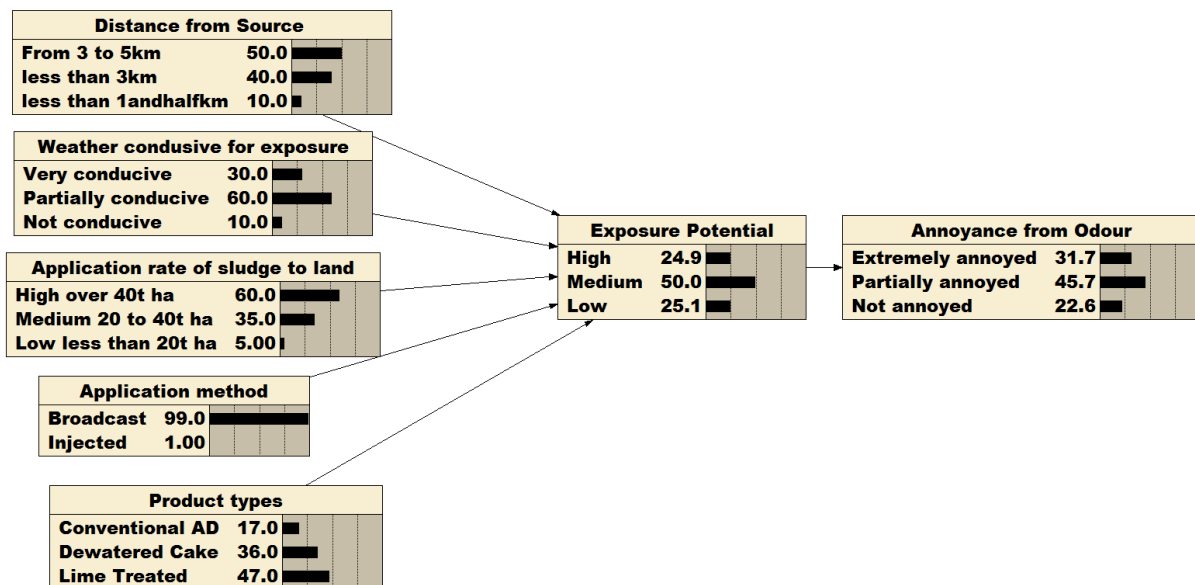 Distance from Source
From 3 to 5km 50.0
less than 3km 40.0
less than 1andhalfkm 10.0
Weather condusive for exposure
Very conducive 30.0
Partially conducive 60.0
Not conducive 10.0
Application rate of sludge to land
High over 40t ha 60.0
Medium 20 to 40t ha 35.0
Low less than 20t ha 5.00
Application method
Broadcast 99.0
Injected 1.00
Product types
Conventional AD 17.0
Dewatered Cake 36.0
Lime Treated 47.0
Exposure Potential
High 24.9
Medium 50.0
Low 25.1
Annoyance from Odour
Extremely annoyed 31.7
Partially annoyed 45.7
Not annoyed 22.6